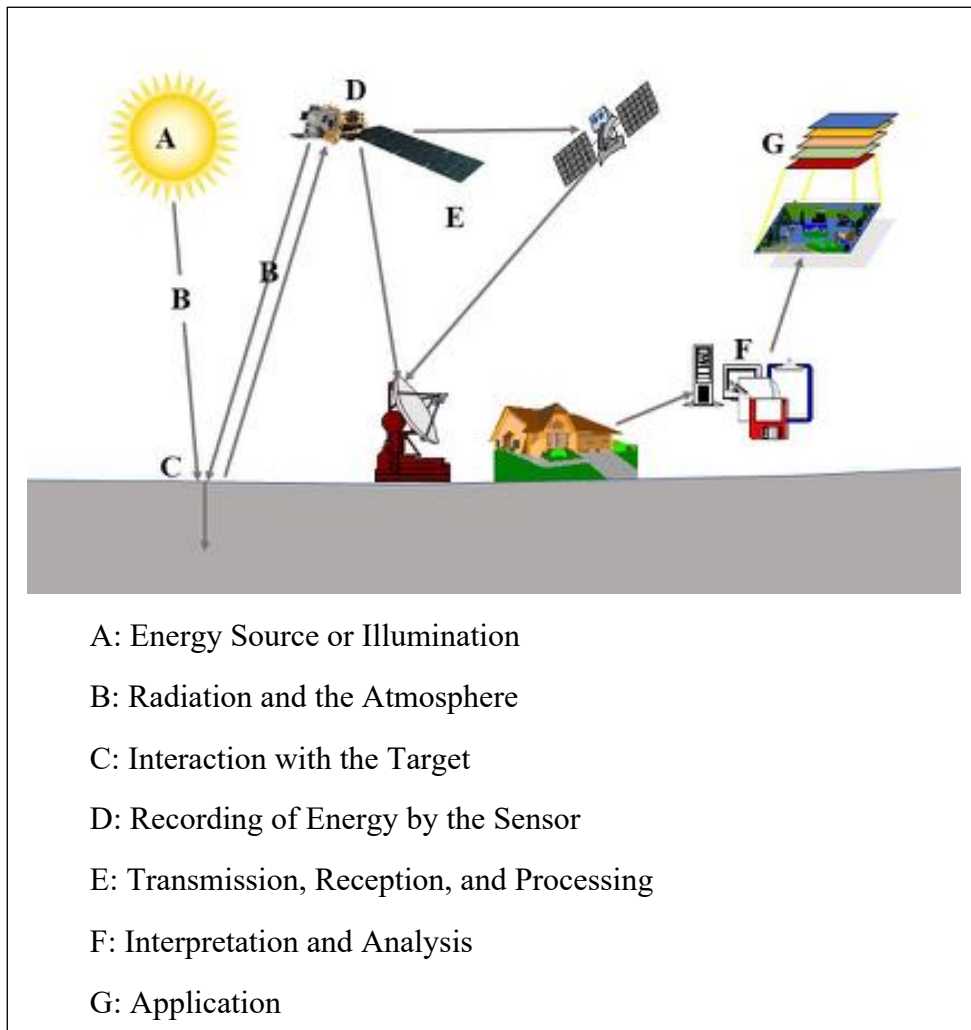 D
A
G
E
B
B
F
C
A: Energy Source or Illumination
B: Radiation and the Atmosphere
C: Interaction with the Target
D: Recording of Energy by the Sensor
E: Transmission, Reception, and Processing
F: Interpretation and Analysis
G: Application